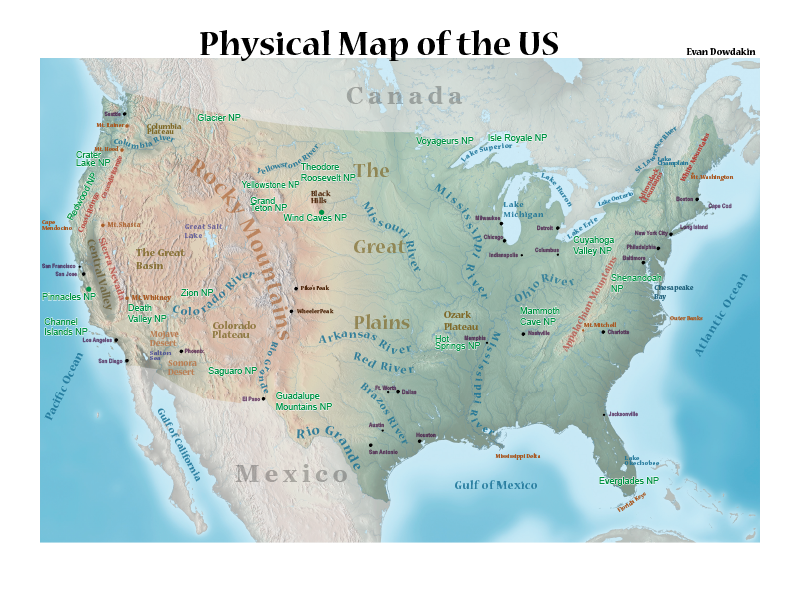 Physical Map of the US
Evan Dowdakin
Canada
Seattle
Mt. Rainer
Columbia
Plateau
Columbia River
Mt. Hood
Glacier NP
Voyageurs NP
Isle Royale NP
Lake Superior
St. Lawrence River
Lake
Champlain
White Mountains
Mt. Washington
Adirondack
Mountains
Crater
Lake NP
Cascade Range
Redwood NP
Coast Ranges
Rocky Mountains
Yellowstone River
Theodore
Roosevelt NP
The
Yellowstone NP
Grand
Teton NP
Black
Hills
Wind Caves NP
Missouri River
Mississippi River
Lake
Michigan
Lake Huron
Lake Ontario
Lake Erie
Boston
Cape Cod
Cape
Mendocino
Mt. Shasta
Great Salt
Lake
Milwaukee
Chicago
Detroit
New York City
Long Island
Philadelphia
Baltimore
Indianapolis
Columbus
Cuyahoga
Valley NP
Great
Central Valley
Sierra Nevada
The Great
Basin
San Francisco
San Jose
Pinnacles NP
Mt. Whitney
Death
Valley NP
Zion NP
Colorado River
Pike's Peak
Ohio River
Shenandoah
NP
Chesapeake
Bay
Atlantic Ocean
Channel
Islands NP
Wheeler Peak
Plains
Ozark
Plateau
Mammoth
Cave NP
Nashville
Appalachian Mountains
Mt. Mitchell
Charlotte
Outer Banks
Los Angeles
Mojave
Desert
Colorado
Plateau
Arkansas River
Hot
Springs NP
Memphis
Mississippi River
San Diego
Salton
Sea
Phoenix
Sonora
Desert
Saguaro NP
Rio Grande
Red River
Pacific Ocean
El Paso
Guadalupe
Mountains NP
Ft. Worth
Dallas
Brazos River
Gulf of California
Rio Grande
Austin
Houston
San Antonio
Jacksonville
Mississippi Delta
Lake
Okechobee
Mexico
Gulf of Mexico
Everglades NP
Florida Keys